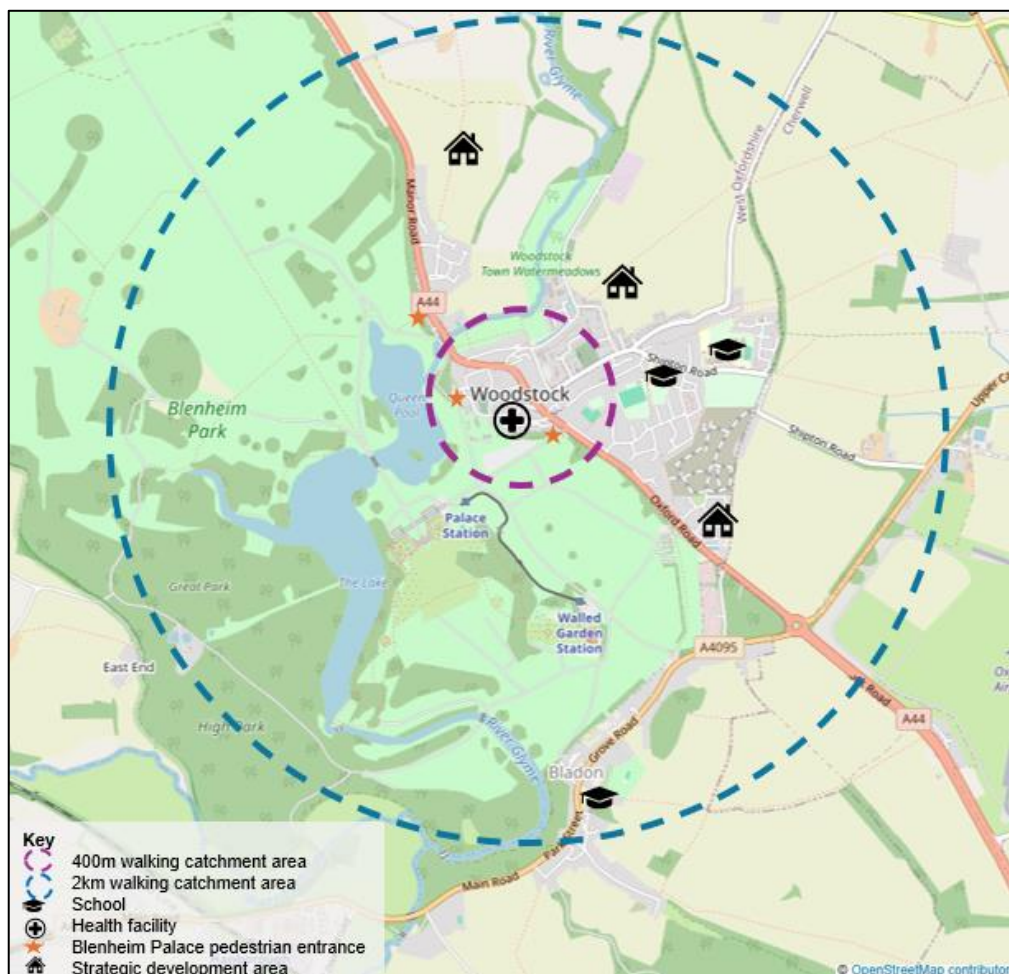 River Glyme
West Oxfordshire
Cherwell
Manor Road
Woodstock
Town Watermeadows
A44
Shipton Road
Woodstock
Queen
Pool
Blenheim
Park
Upper
Shipton Road
Oxford Road
Palace
Station
The Lake
Great Park
Walled
Garden
Station
A4095
East End
A44
High Park
River Glyme
Grove Road
Bladon
Main Road
Key
400m walking catchment area
2km walking catchment area
School
Health facility
Blenheim Palace pedestrian entrance
Strategic development area
© OpenStreetMap contributor